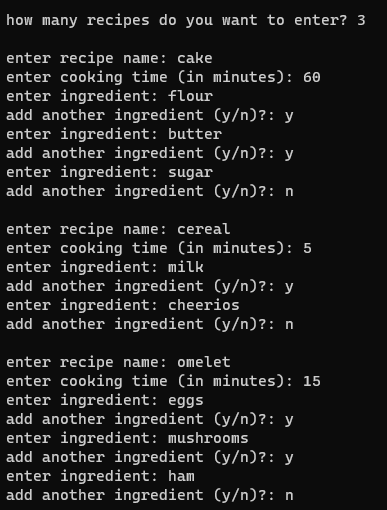 how many recipes do you want to enter? 3
enter recipe name: cake
enter cooking time (in minutes): 60
enter ingredient: flour
add another ingredient (y/n)?: y
enter ingredient: butter
add another ingredient (y/n)?: y
enter ingredient: sugar
add another ingredient (y/n)?: n
enter recipe name: cereal
enter cooking time (in minutes): 5
enter ingredient: milk
add another ingredient (y/n)?: y
enter ingredient: cheerios
add another ingredient (y/n)?: n
enter recipe name: omelet
enter cooking time (in minutes): 15
enter ingredient: eggs
add another ingredient (y/n)?: y
enter ingredient: mushrooms
add another ingredient (y/n)?: y
enter ingredient: ham
add another ingredient (y/n)?: n